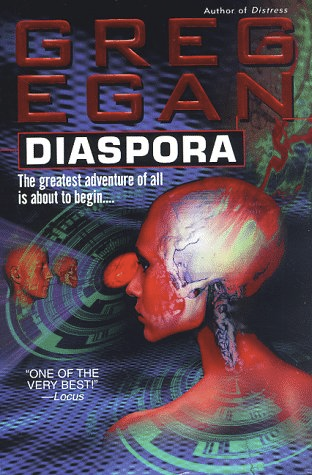 Author of Distress
GREG
EGAN
DIASPORA
The greatest adventure of all
is about to begin....
"ONE OF THE
VERY BEST!"
—Locus